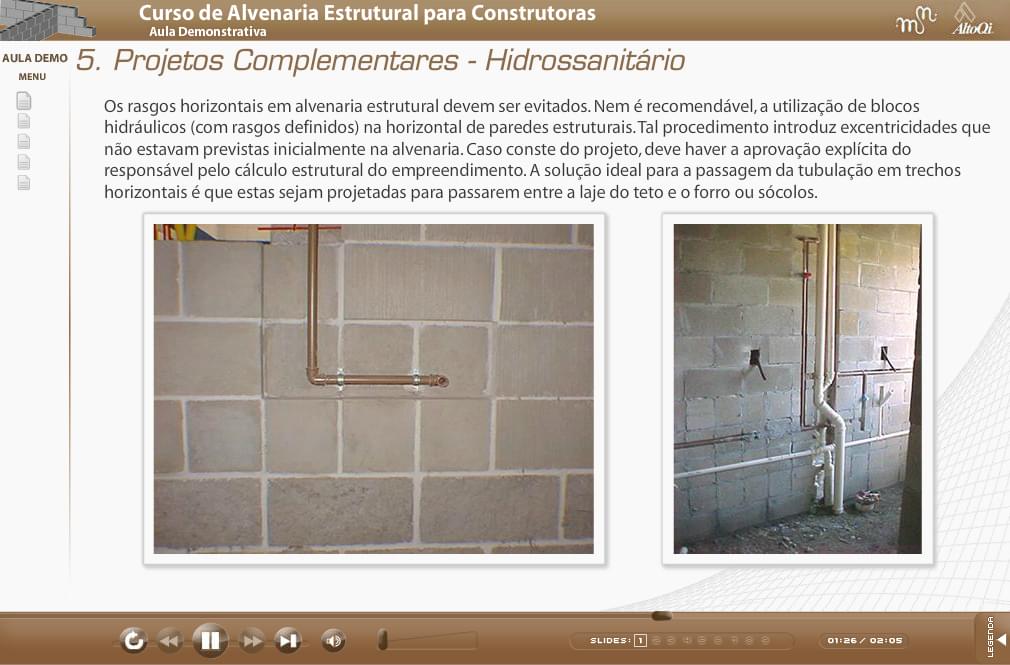 Curso de Alvenaria Estrutural para Construtoras
Aula Demonstrativa
AltoQi
AULA DEMO
MENU
5. Projetos Complementares - Hidrossanitário
Os rasgos horizontais em alvenaria estrutural devem ser evitados. Nem é recomendável, a utilização de blocos
hidráulicos (com rasgos definidos) na horizontal de paredes estruturais. Tal procedimento introduz excentricidades que
não estavam previstas inicialmente na alvenaria. Caso conste do projeto, deve haver a aprovação explícita do
responsável pelo cálculo estrutural do empreendimento. A solução ideal para a passagem da tubulação em trechos
horizontais é que estas sejam projetadas para passarem entre a laje do teto e o forro ou sócolos.
SLIDES: 1
01:26 / 02:05
LEGENDA